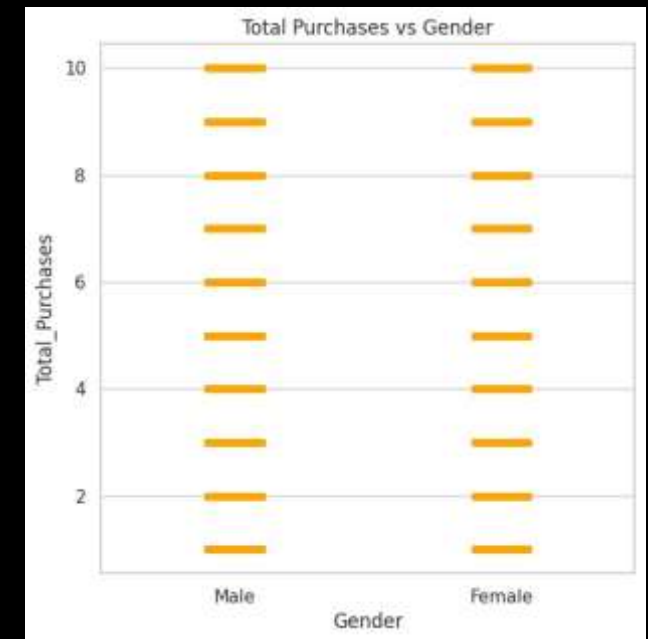 Total Purchases vs Gender
10
8
6
4
2
Total_Purchases
Male Female
Gender